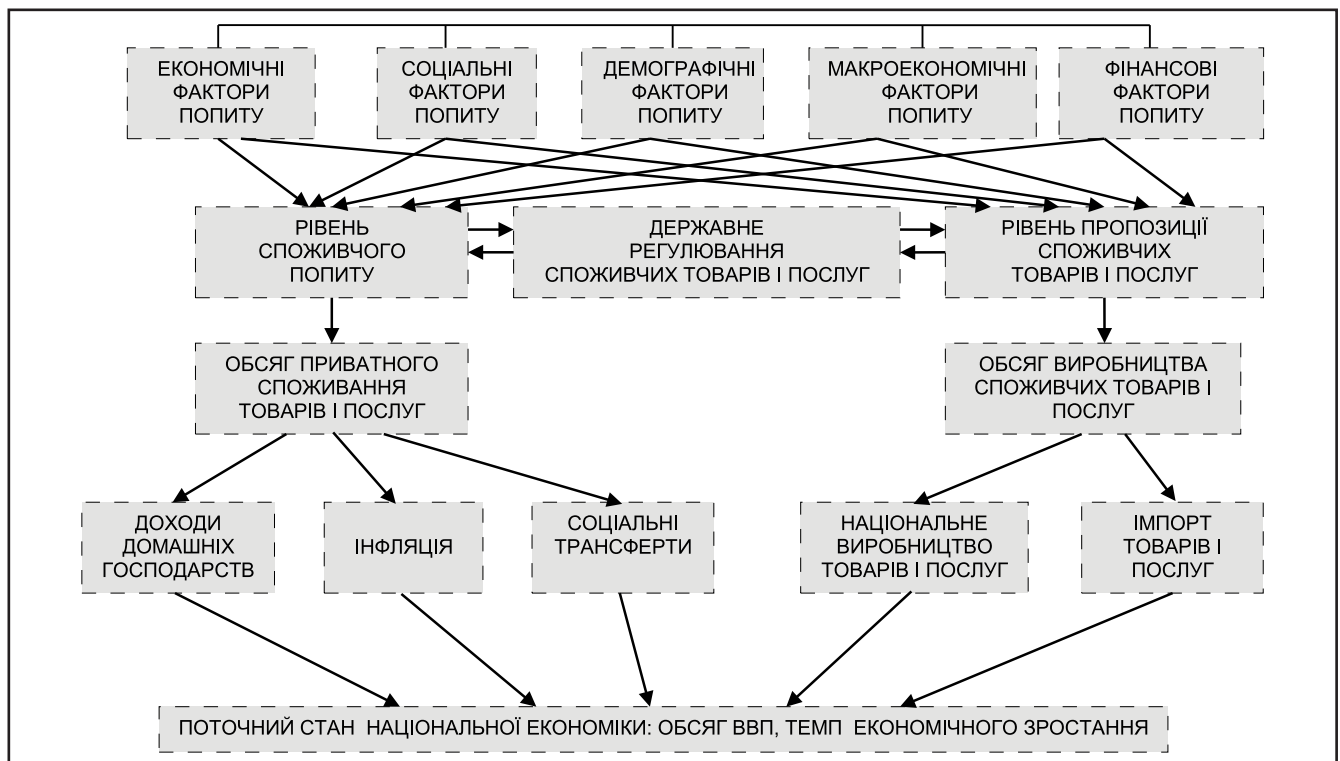 ЕКОНОМІЧНІ
ФАКТОРИ
ПОПИТУ
СОЦІАЛЬНІ
ФАКТОРИ
ПОПИТУ
ДЕМОГРАФІЧНІ
ФАКТОРИ
ПОПИТУ
МАКРОЕКОНОМІЧНІ
ФАКТОРИ
ПОПИТУ
ФІНАНСОВІ
ФАКТОРИ
ПОПИТУ
РІВЕНЬ
СПОЖИВЧОГО
ПОПИТУ
ДЕРЖАВНЕ
РЕГУЛЮВАННЯ
СПОЖИВЧИХ ТОВАРІВ І ПОСЛУГ
РІВЕНЬ ПРОПОЗИЦІЇ
СПОЖИВЧИХ
ТОВАРІВ І ПОСЛУГ
ОБСЯГ ПРИВАТНОГО
СПОЖИВАННЯ
ТОВАРІВ І ПОСЛУГ
ОБСЯГ ВИРОБНИЦТВА
СПОЖИВЧИХ ТОВАРІВ І
ПОСЛУГ
ДОХОДИ
ДОМАШНІХ
ГОСПОДАРСТВ
ІНФЛЯЦІЯ
СОЦІАЛЬНІ
ТРАНСФЕРТИ
НАЦІОНАЛЬНЕ
ВИРОБНИЦТВО
ТОВАРІВ І ПОСЛУГ
ІМПОРТ
ТОВАРІВ І
ПОСЛУГ
ПОТОЧНИЙ СТАН НАЦІОНАЛЬНОЇ ЕКОНОМІКИ: ОБСЯГ ВВП, ТЕМП ЕКОНОМІЧНОГО ЗРОСТАННЯ